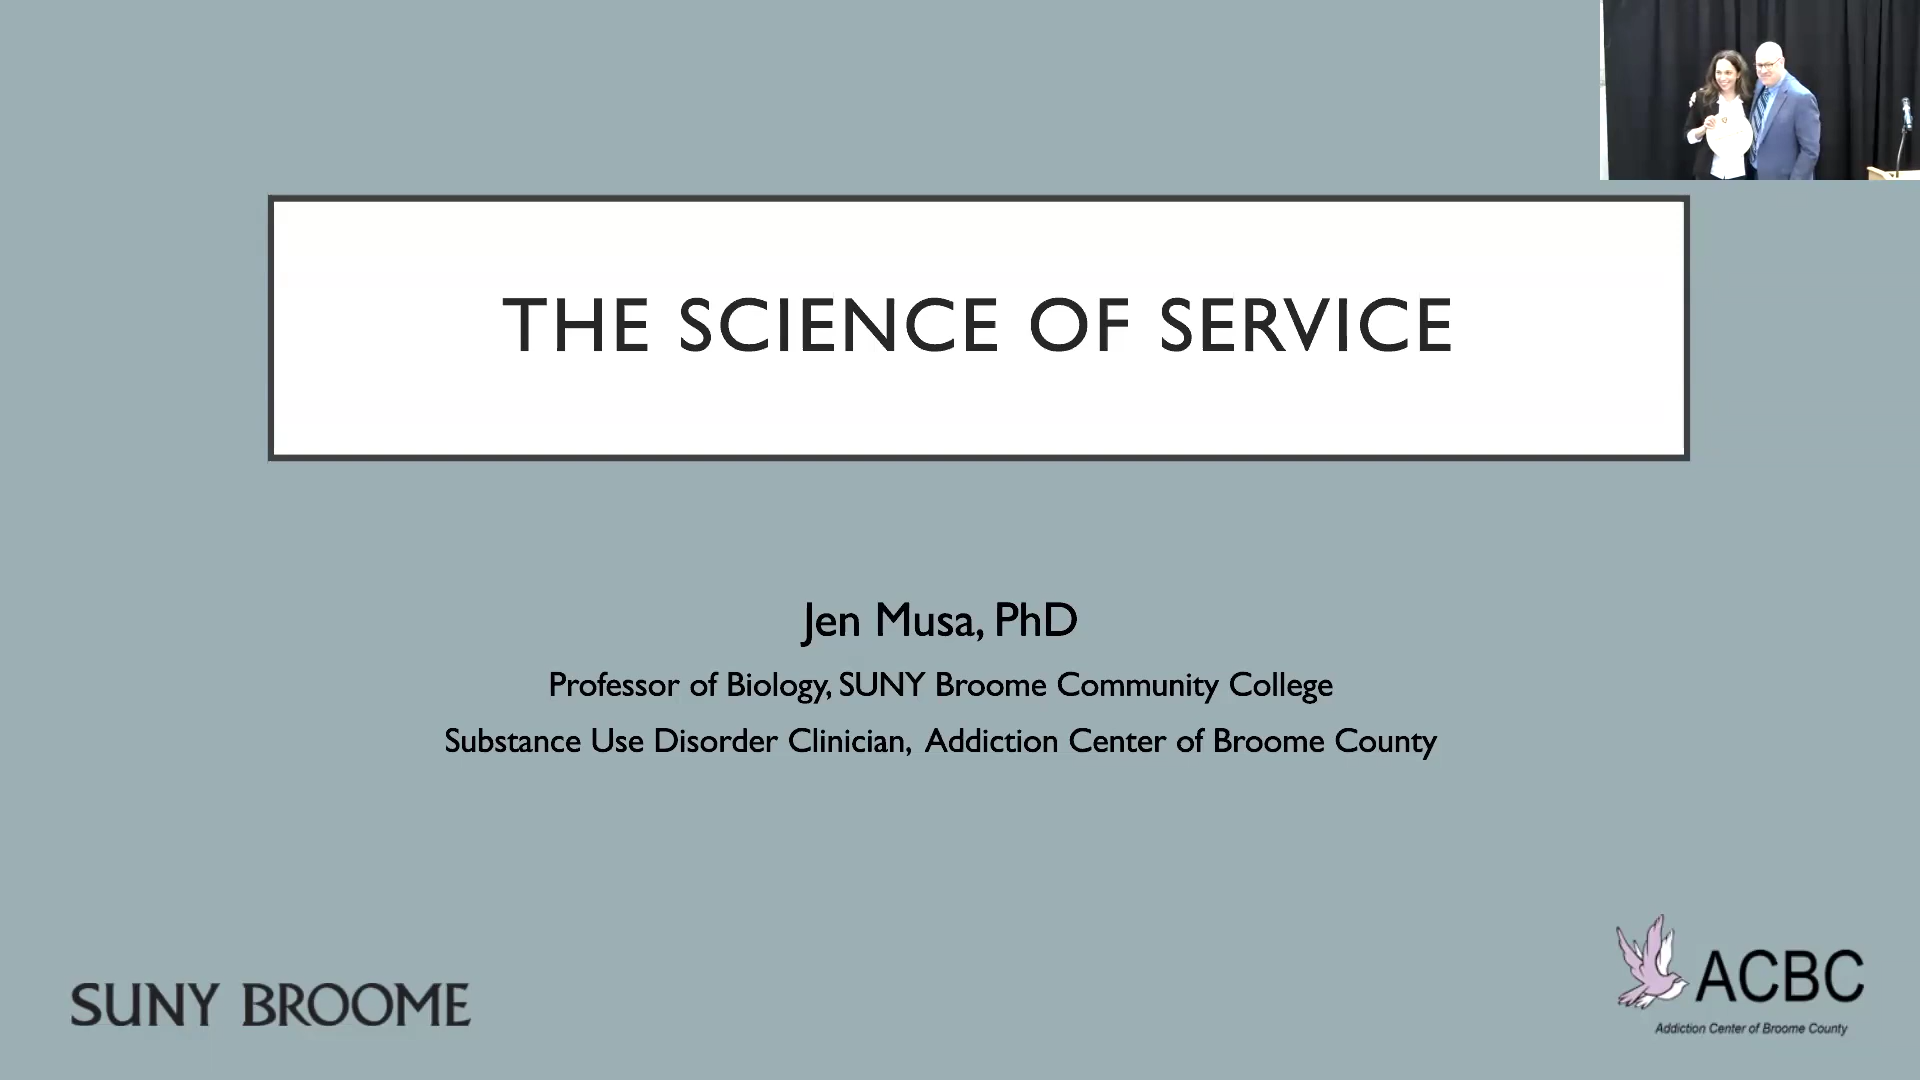 THE SCIENCE OF SERVICE
Jen Musa, PhD
Professor of Biology, SUNY Broome Community College
Substance Use Disorder Clinician, Addiction Center of Broome County
SUNY BROOME
ACBC
Addiction Center of Broome County